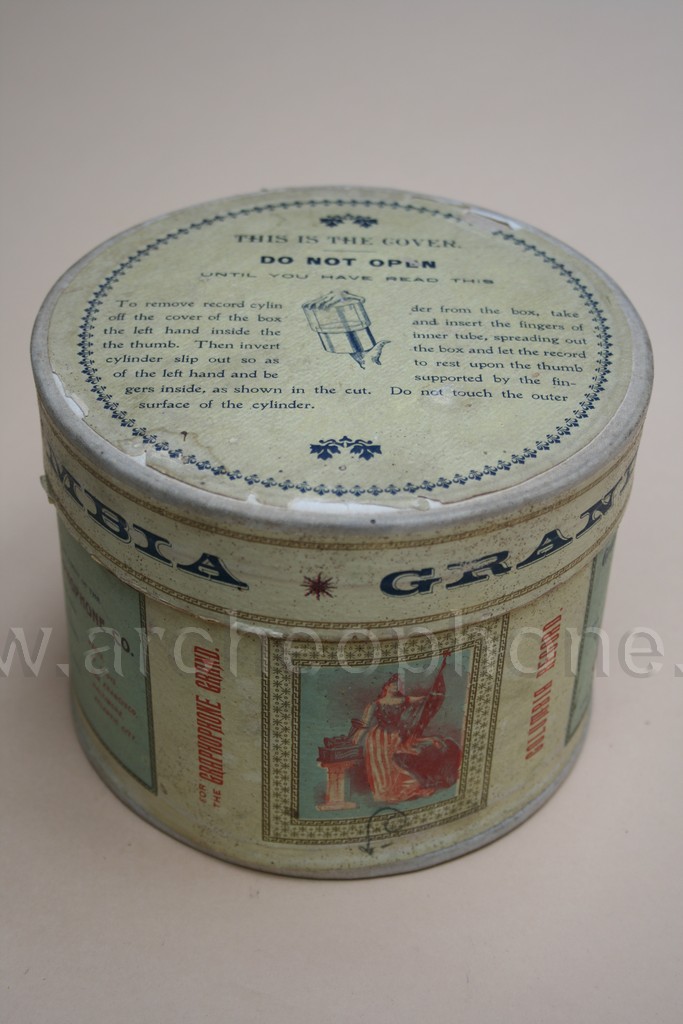 THIS IS THE COVER.
DO NOT OPEN
UNTIL YOU HAVE READ THIS
To remove record cylin der from the box, take
off the cover of the box and insert the fingers of
the left hand inside the inner tube, spreading out
the thumb. Then invert the box and let the record
cylinder slip out so as to rest upon the thumb
of the left hand and be supported by the fin-
gers inside, as shown in the cut. Do not touch the outer
surface of the cylinder.
MBIA * GRAN
PHONE CO.
FOR THE GRAPHOPHONE GRAND.
COLUMBIA RECORD.
w.archeophone.